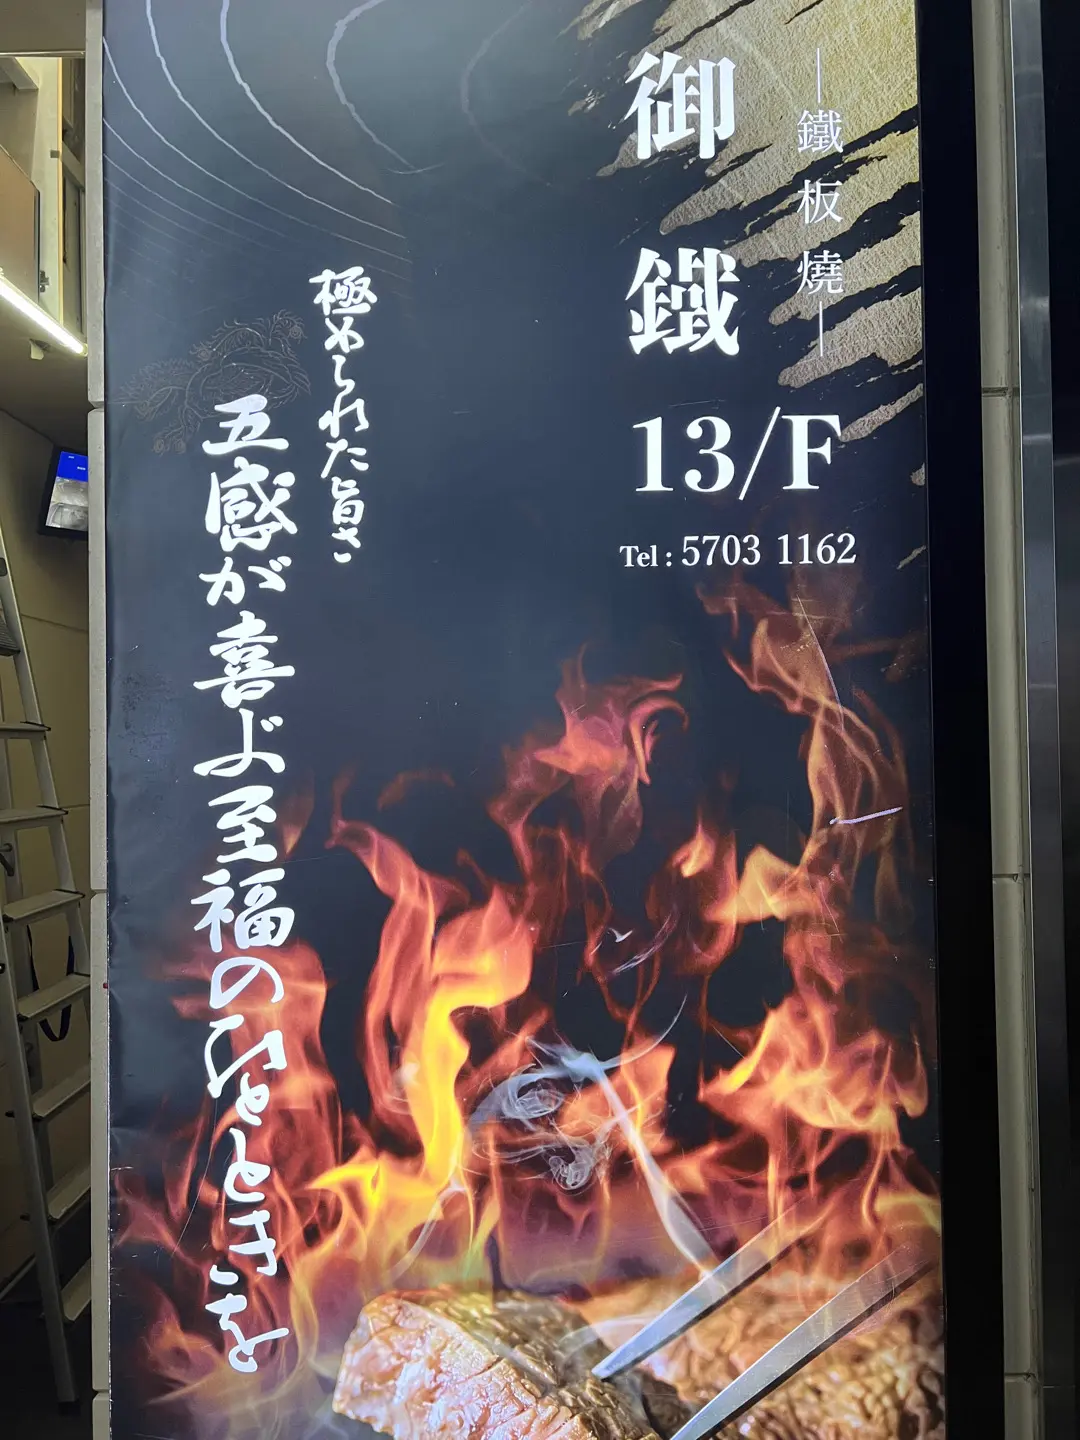 鐵板燒
御鐵
13/F
Tel : 5703 1162
極められた旨さ
五感が喜ぶ至福のひとときを